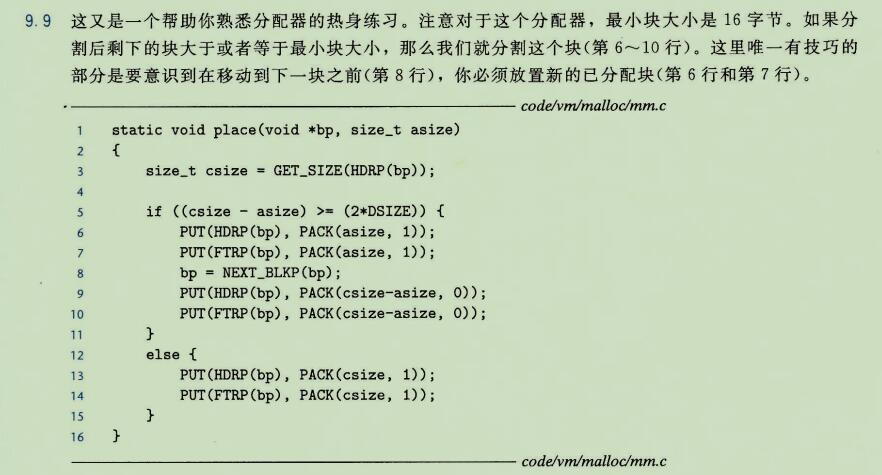 9.9 这又是一个帮助你熟悉分配器的热身练习。注意对于这个分配器，最小块大小是 16 字节。如果分
割后剩下的块大于或者等于最小块大小，那么我们就分割这个块(第 6～10 行)。这里唯一有技巧的
部分是要意识到在移动到下一块之前(第 8 行)，你必须放置新的已分配块(第 6 行和第 7 行)。
code/vm/malloc/mm.c
1 static void place(void *bp, size_t asize)
2 {
3     size_t csize = GET_SIZE(HDRP(bp));
4
5     if ((csize - asize) >= (2*DSIZE)) {
6         PUT(HDRP(bp), PACK(asize, 1));
7         PUT(FTRP(bp), PACK(asize, 1));
8         bp = NEXT_BLKP(bp);
9         PUT(HDRP(bp), PACK(csize-asize, 0));
10         PUT(FTRP(bp), PACK(csize-asize, 0));
11     }
12     else {
13         PUT(HDRP(bp), PACK(csize, 1));
14         PUT(FTRP(bp), PACK(csize, 1));
15     }
16 }
code/vm/malloc/mm.c